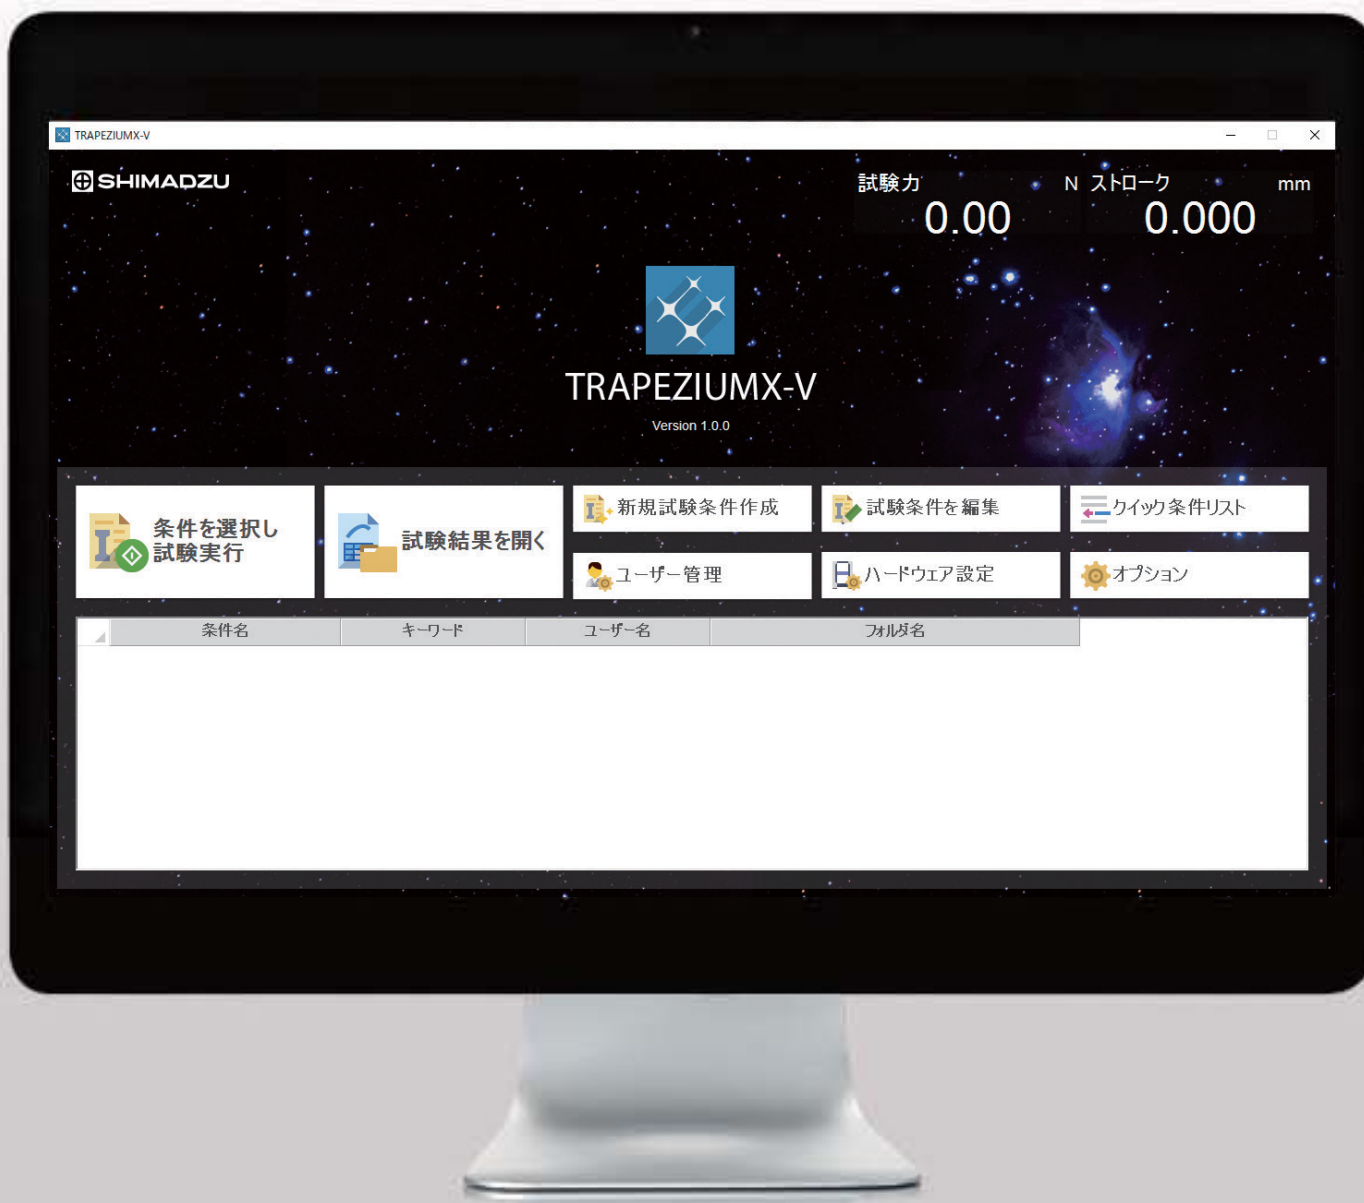 TRAPEZIUMX-V
SHIMADZU
試験力 N ストローク mm
0.00 0.000
TRAPEZIUMX-V
Version 1.0.0
条件を選択し
試験実行
試験結果を開く
新規試験条件作成
試験条件を編集
クイック条件リスト
ユーザー管理
ハードウェア設定
オプション
条件名 キーワード ユーザー名 フォルダ名